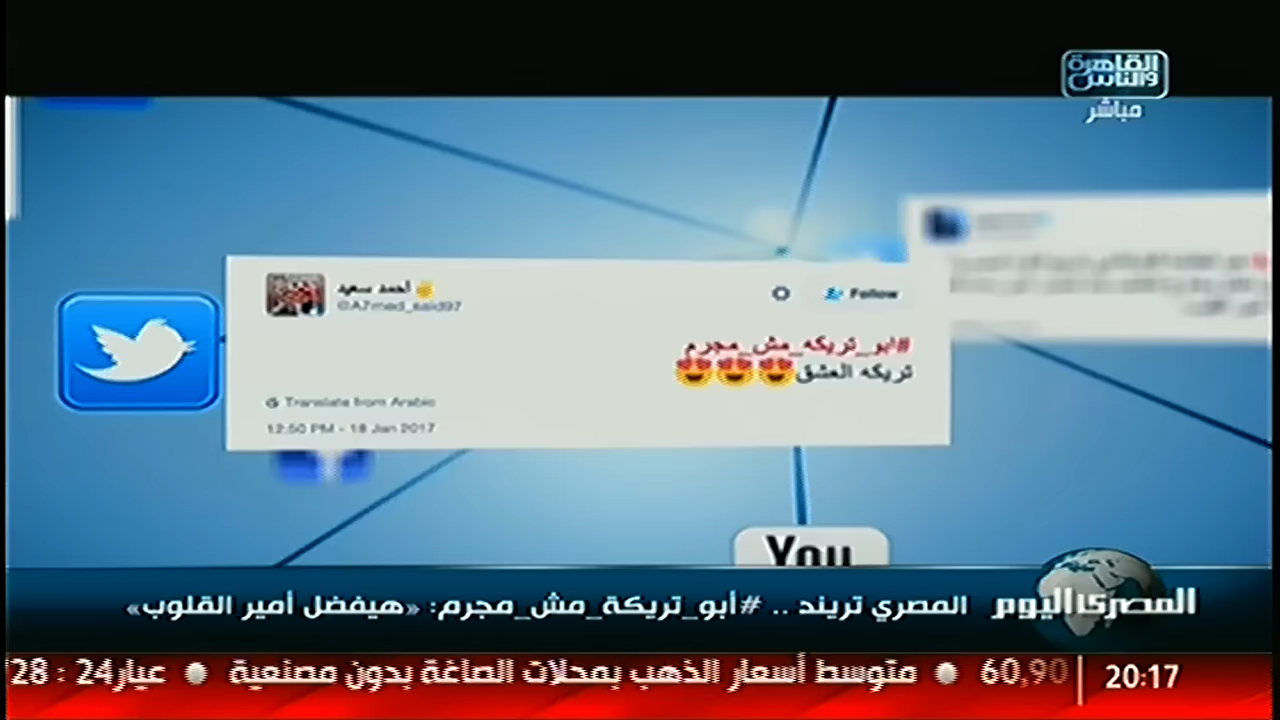 القاهرة
والناس
مباشر
أحمد سعيد
@A7med_said97
Follow
#ابو_تريكه_مش_مجرم
تريكه العشق😍😍😍
Translate from Arabic
12:50 PM - 18 Jan 2017
You
المصري اليوم المصري تريند .. #أبو_تريكة_مش_مجرم: «هيفضل أمير القلوب»
20:17 60,90 ● متوسط أسعار الذهب بمحلات الصاغة بدون مصنعية ● عيار24 : 28